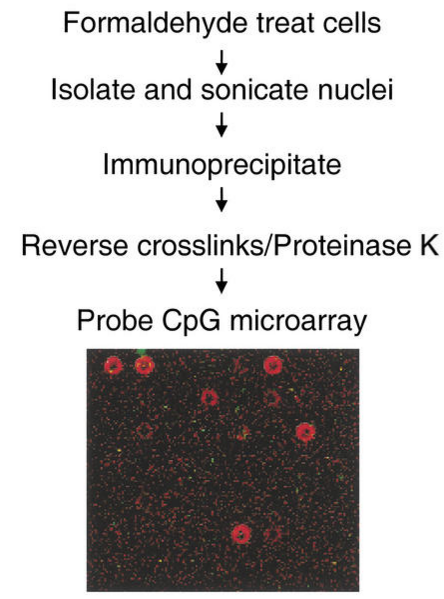 Formaldehyde treat cells
Isolate and sonicate nuclei
Immunoprecipitate
Reverse crosslinks/Proteinase K
Probe CpG microarray